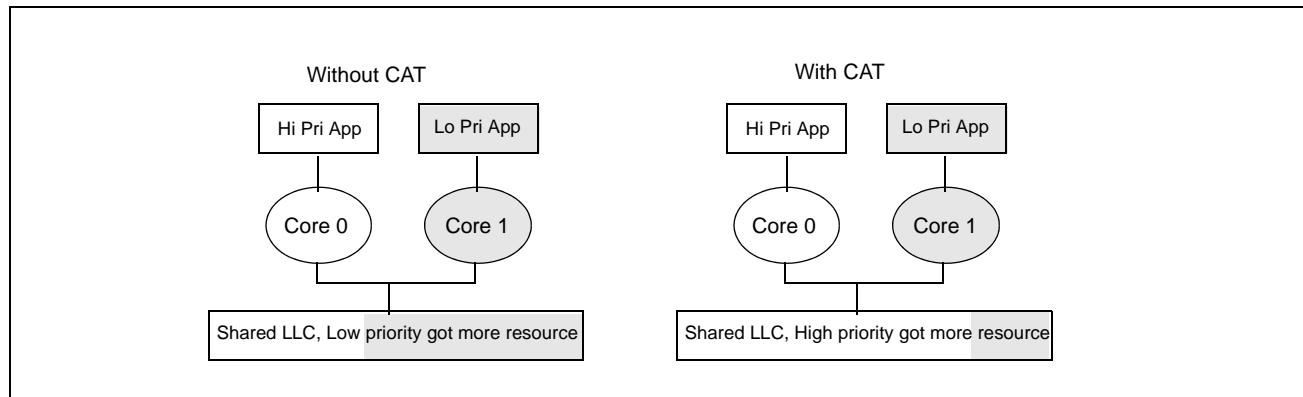 Without CAT
Hi Pri App
Lo Pri App
Core 0
Core 1
Shared LLC, Low priority got more resource
With CAT
Hi Pri App
Lo Pri App
Core 0
Core 1
Shared LLC, High priority got more resource